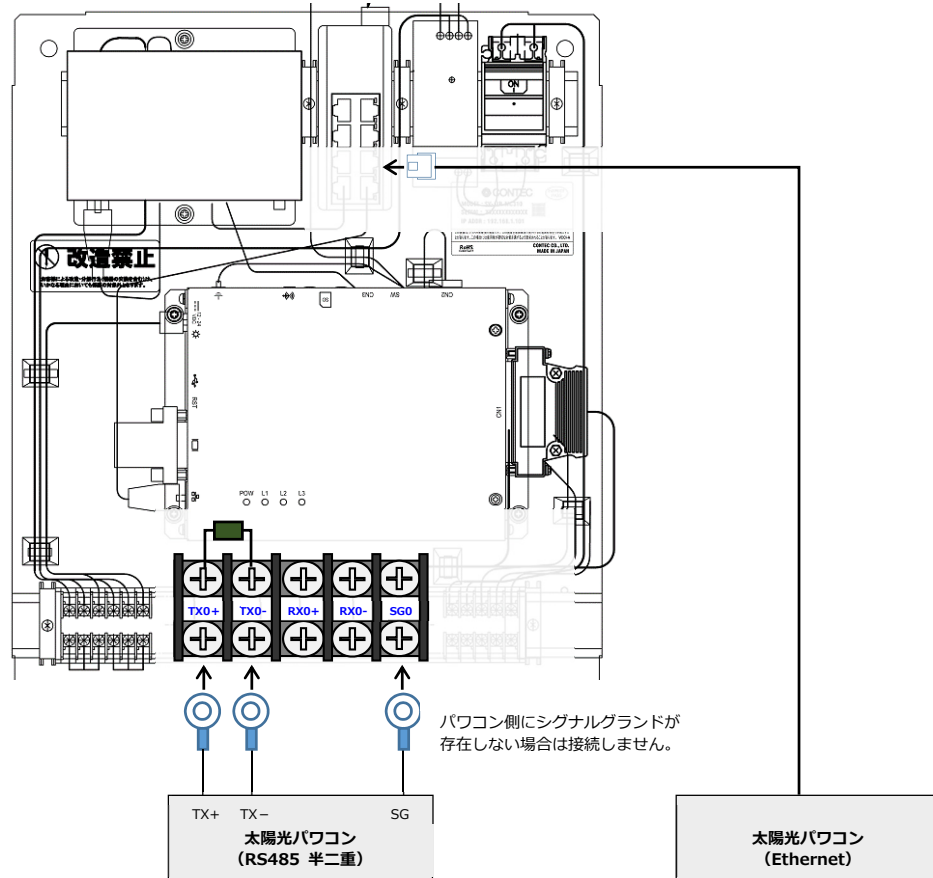 ON
CONTEC
CONTEC CO., LTD.
MADE IN JAPAN
RoHS
改造禁止
CN3
SW
CN2
SD
12-24
VDC
RST
CN1
POW L1 L2 L3
TX0+ TX0- RX0+ RX0- SG0
パワコン側にシグナルグランドが
存在しない場合は接続しません。
TX+ TX− SG
太陽光パワコン
（RS485 半二重）
太陽光パワコン
（Ethernet）